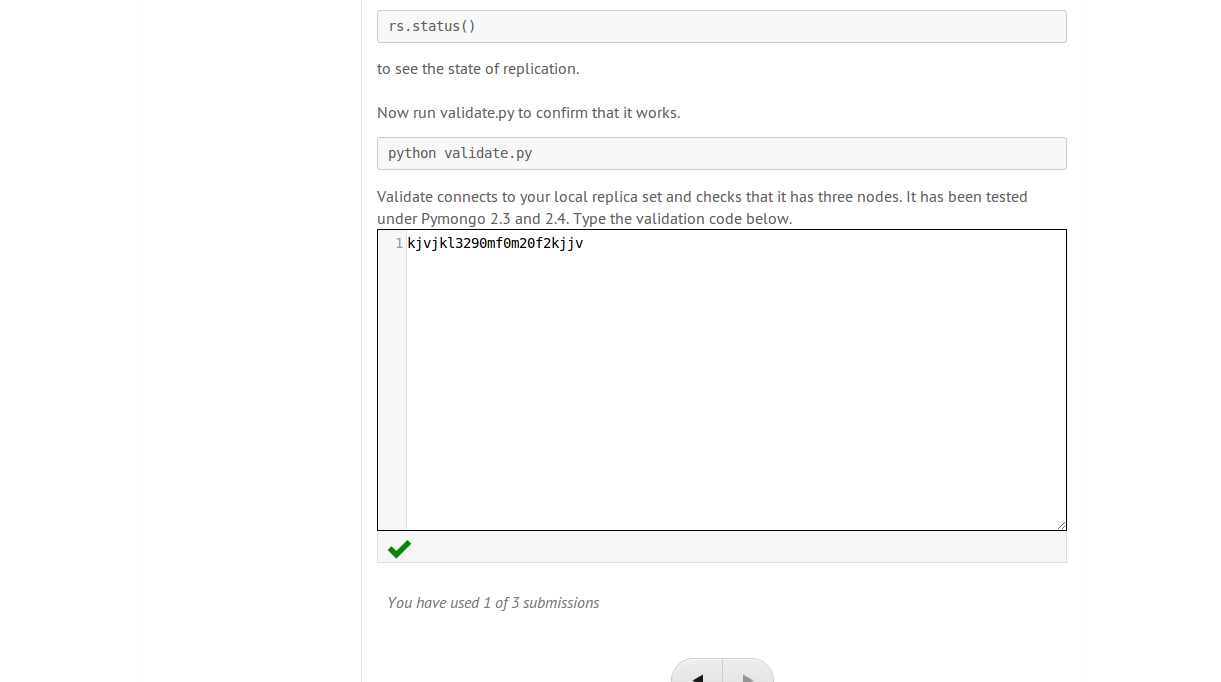 rs.status()
to see the state of replication.
Now run validate.py to confirm that it works.
python validate.py
Validate connects to your local replica set and checks that it has three nodes. It has been tested
under Pymongo 2.3 and 2.4. Type the validation code below.
1 kjvjkl3290mf0m20f2kjjv
You have used 1 of 3 submissions